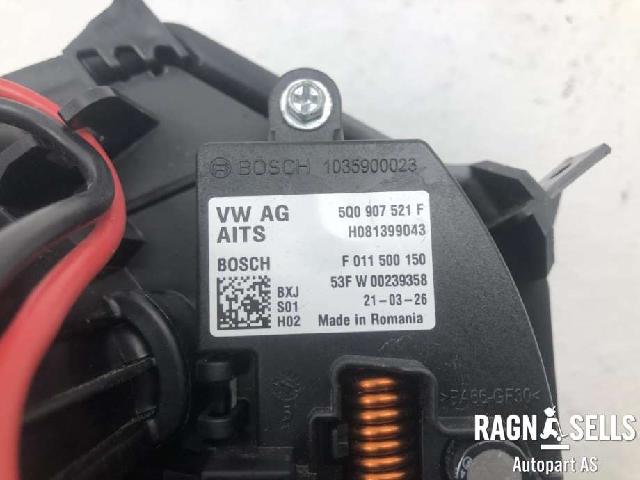 BOSCH 1035900023
VW AG 5Q0 907 521 F
AITS H081399043
BOSCH F 011 500 150
53F W 00239358
BXJ 21-03-26
S01
H02 Made in Romania
>PA66-GF30<
RAGN SELLS
Autopart AS